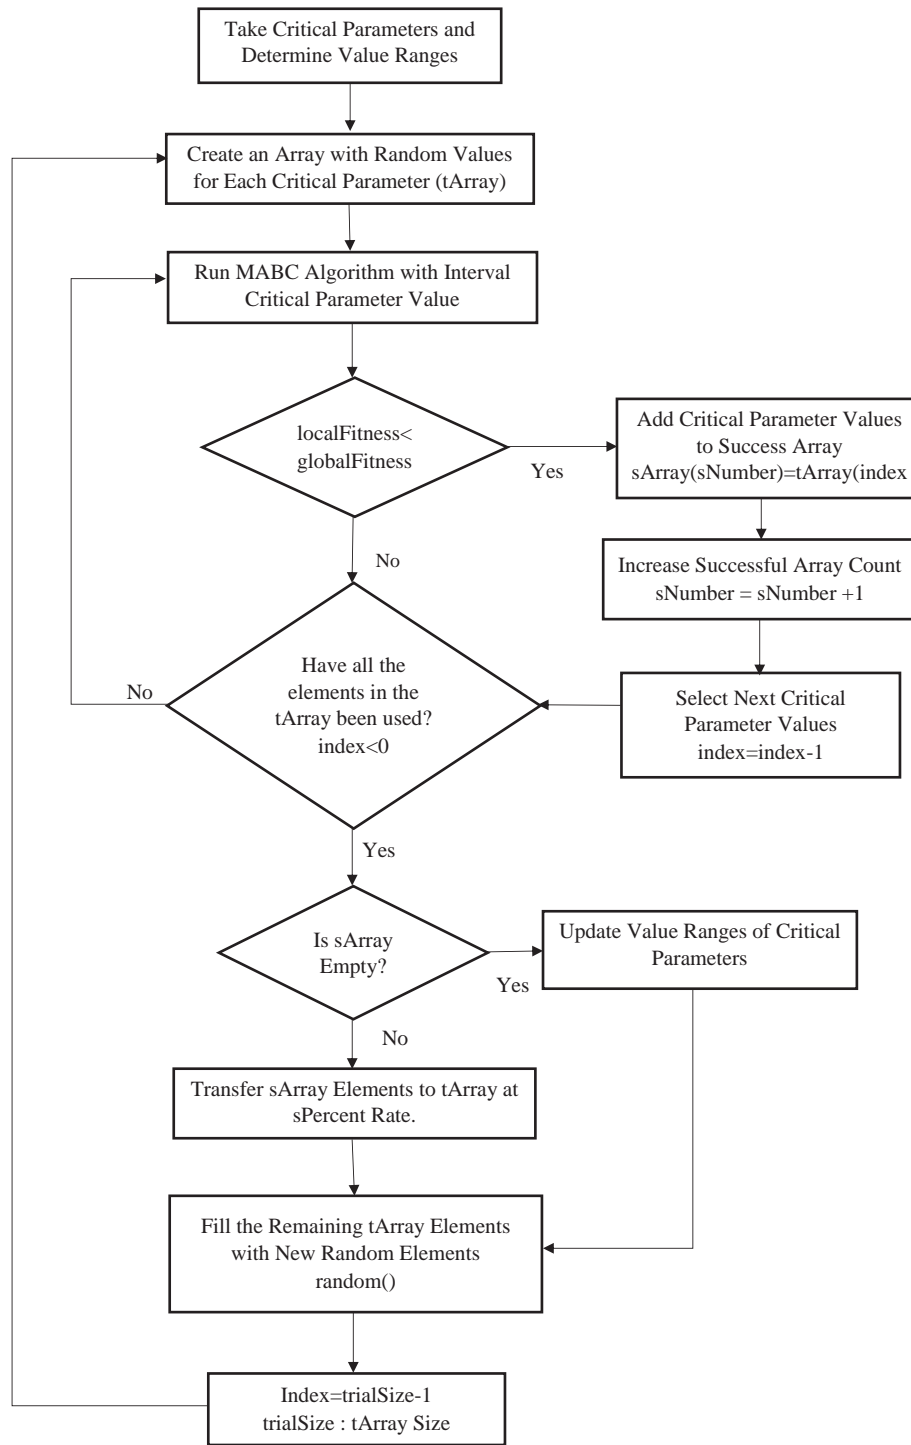 Take Critical Parameters and
Determine Value Ranges
Create an Array with Random Values
for Each Critical Parameter (tArray)
Run MABC Algorithm with Interval
Critical Parameter Value
localFitness<
globalFitness
Yes
Add Critical Parameter Values
to Success Array
sArray(sNumber)=tArray(index
No
Increase Successful Array Count
sNumber = sNumber +1
Have all the
elements in the
tArray been used?
index<0
No
Select Next Critical
Parameter Values
index=index-1
Yes
Is sArray
Empty?
Yes
Update Value Ranges of Critical
Parameters
No
Transfer sArray Elements to tArray at
sPercent Rate.
Fill the Remaining tArray Elements
with New Random Elements
random()
Index=trialSize-1
trialSize : tArray Size